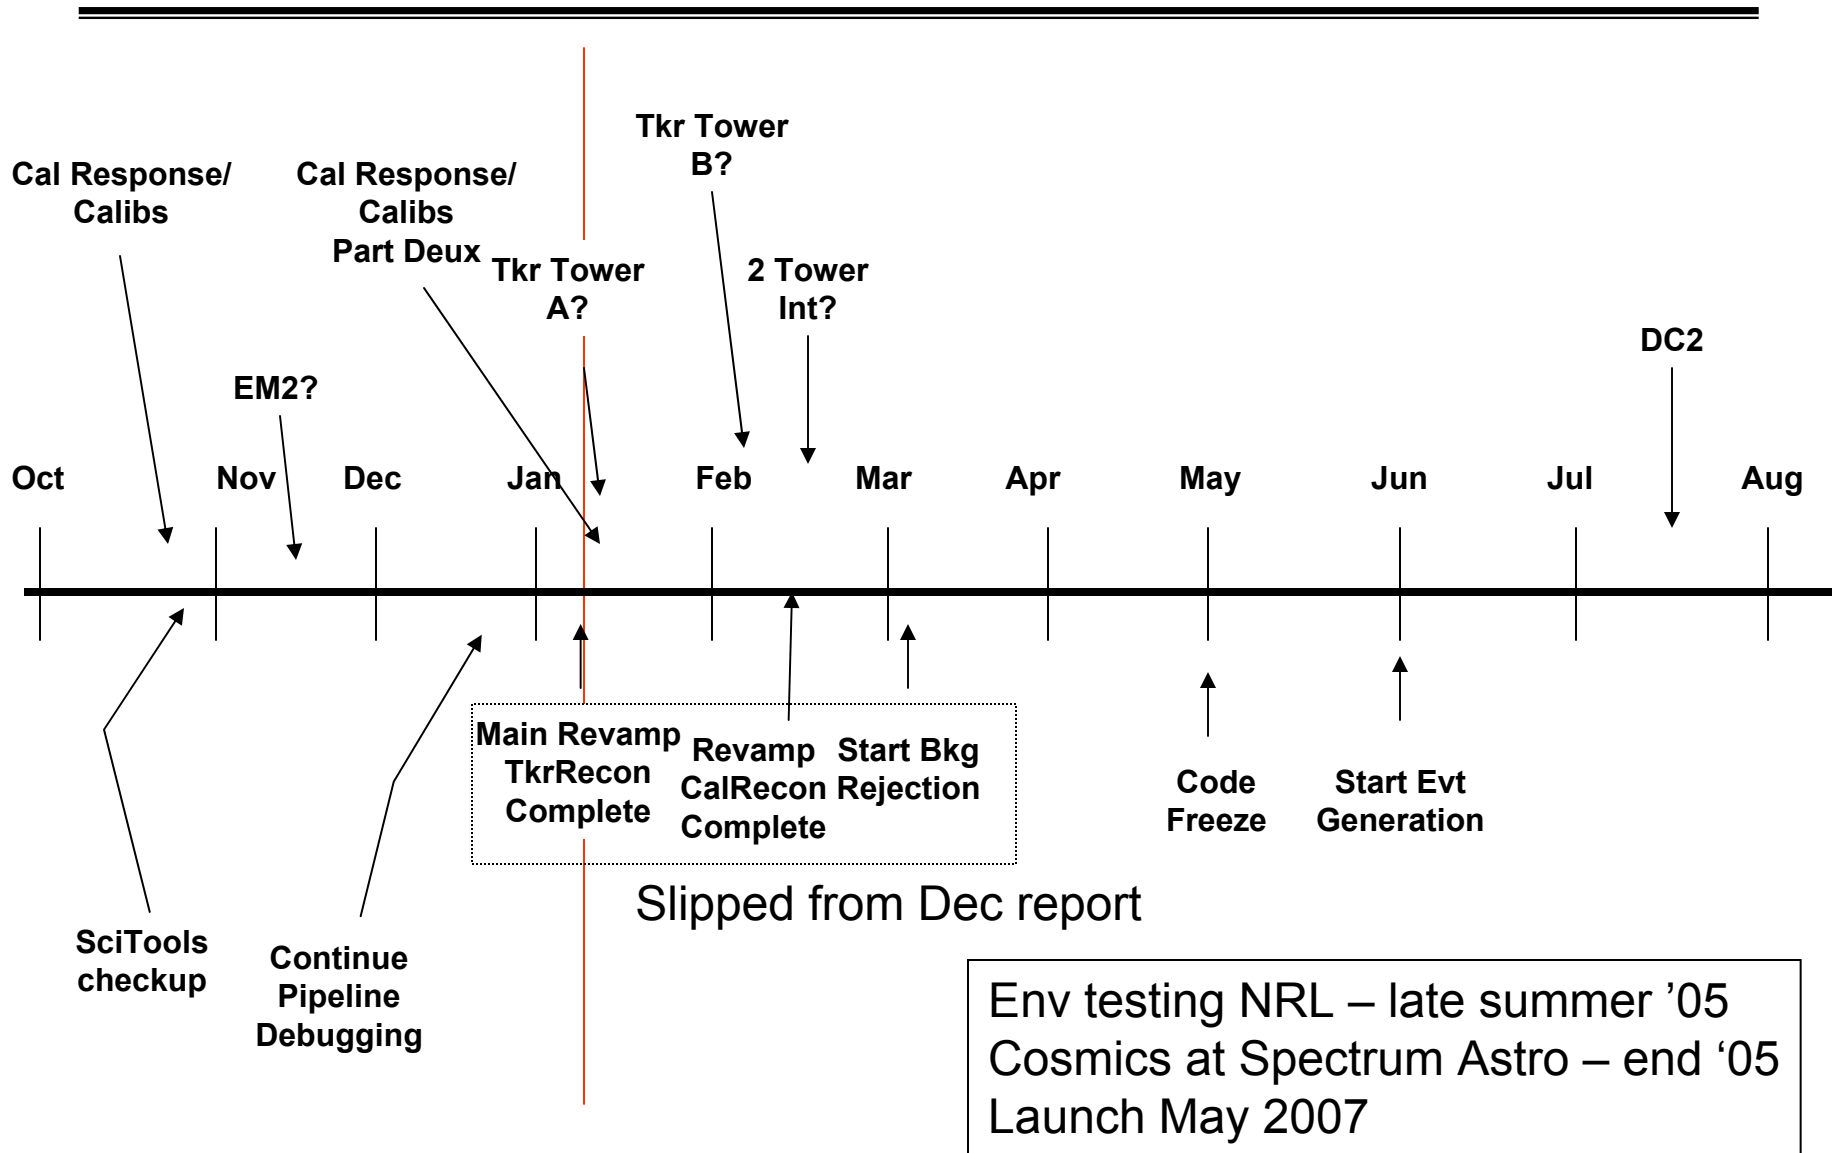 Tkr Tower
B?
Cal Response/
Calibs
Cal Response/
Calibs
Part Deux
Tkr Tower
A?
2 Tower
Int?
DC2
EM2?
Oct Nov Dec Jan Feb Mar Apr May Jun Jul Aug
Main Revamp
TkrRecon
Complete
Revamp
CalRecon
Complete
Start Bkg
Rejection
Code
Freeze
Start Evt
Generation
Slipped from Dec report
SciTools
checkup
Continue
Pipeline
Debugging
Env testing NRL – late summer ’05
Cosmics at Spectrum Astro – end ‘05
Launch May 2007